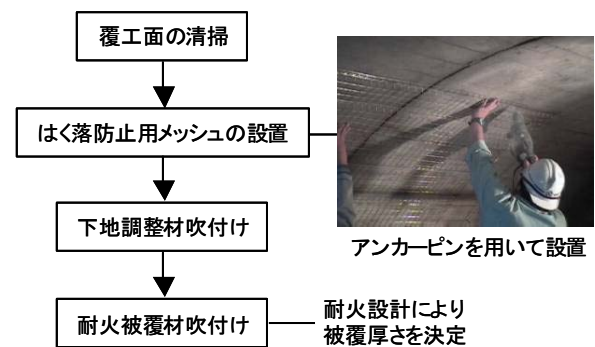 覆工面の清掃
はく落防止用メッシュの設置
アンカーピンを用いて設置
下地調整材吹付け
耐火被覆材吹付け
耐火設計により
被覆厚さを決定